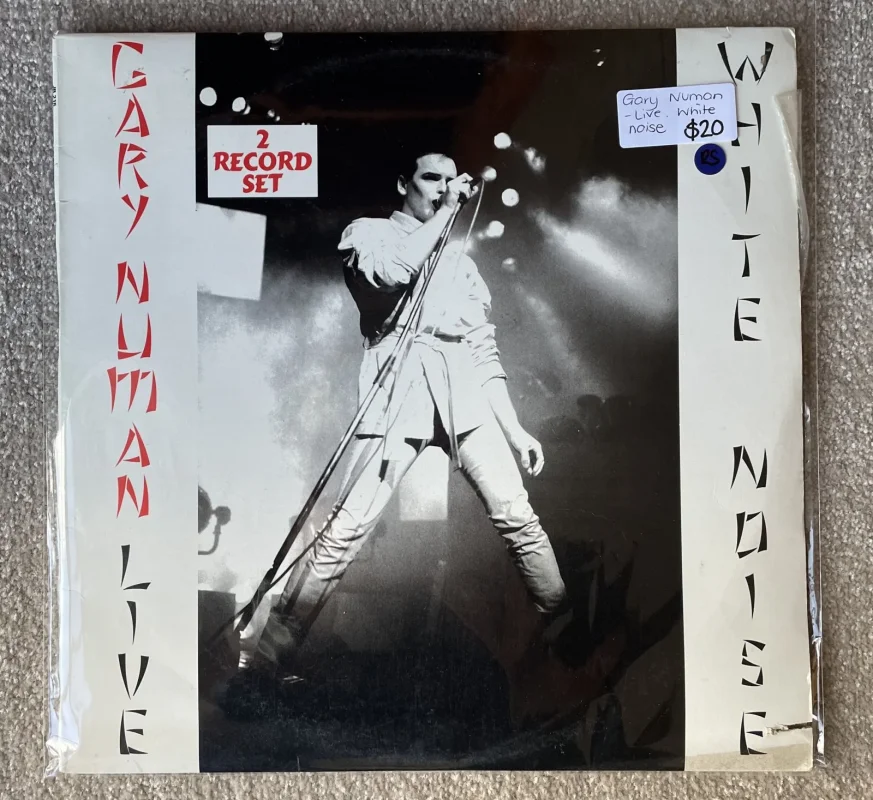 GARY NUMAN LIVE
2
RECORD
SET
Gary Numan
-Live. White
noise $20
RS
WHITE NOISE